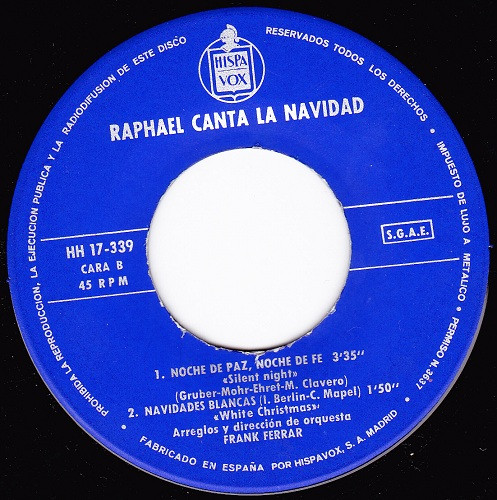 HISPA
VOX
RAPHAEL CANTA LA NAVIDAD
HH 17-339
CARA B
45 RPM
S.G.A.E.
1. NOCHE DE PAZ, NOCHE DE FE 3'35"
«Silent night»
(Gruber-Mohr-Ehret-M. Clavero)
2. NAVIDADES BLANCAS (I. Berlin-C. Mapel) 1'50"
«White Christmas»
Arreglos y dirección de orquesta
FRANK FERRAR
PROHIBIDA LA REPRODUCCION, LA EJECUCION PUBLICA Y LA RADIODIFUSION DE ESTE DISCO
RESERVADOS TODOS LOS DERECHOS • IMPUESTO DE LUJO A METALICO • PERMISO N.3637
FABRICADO EN ESPAÑA POR HISPAVOX, S. A. MADRID